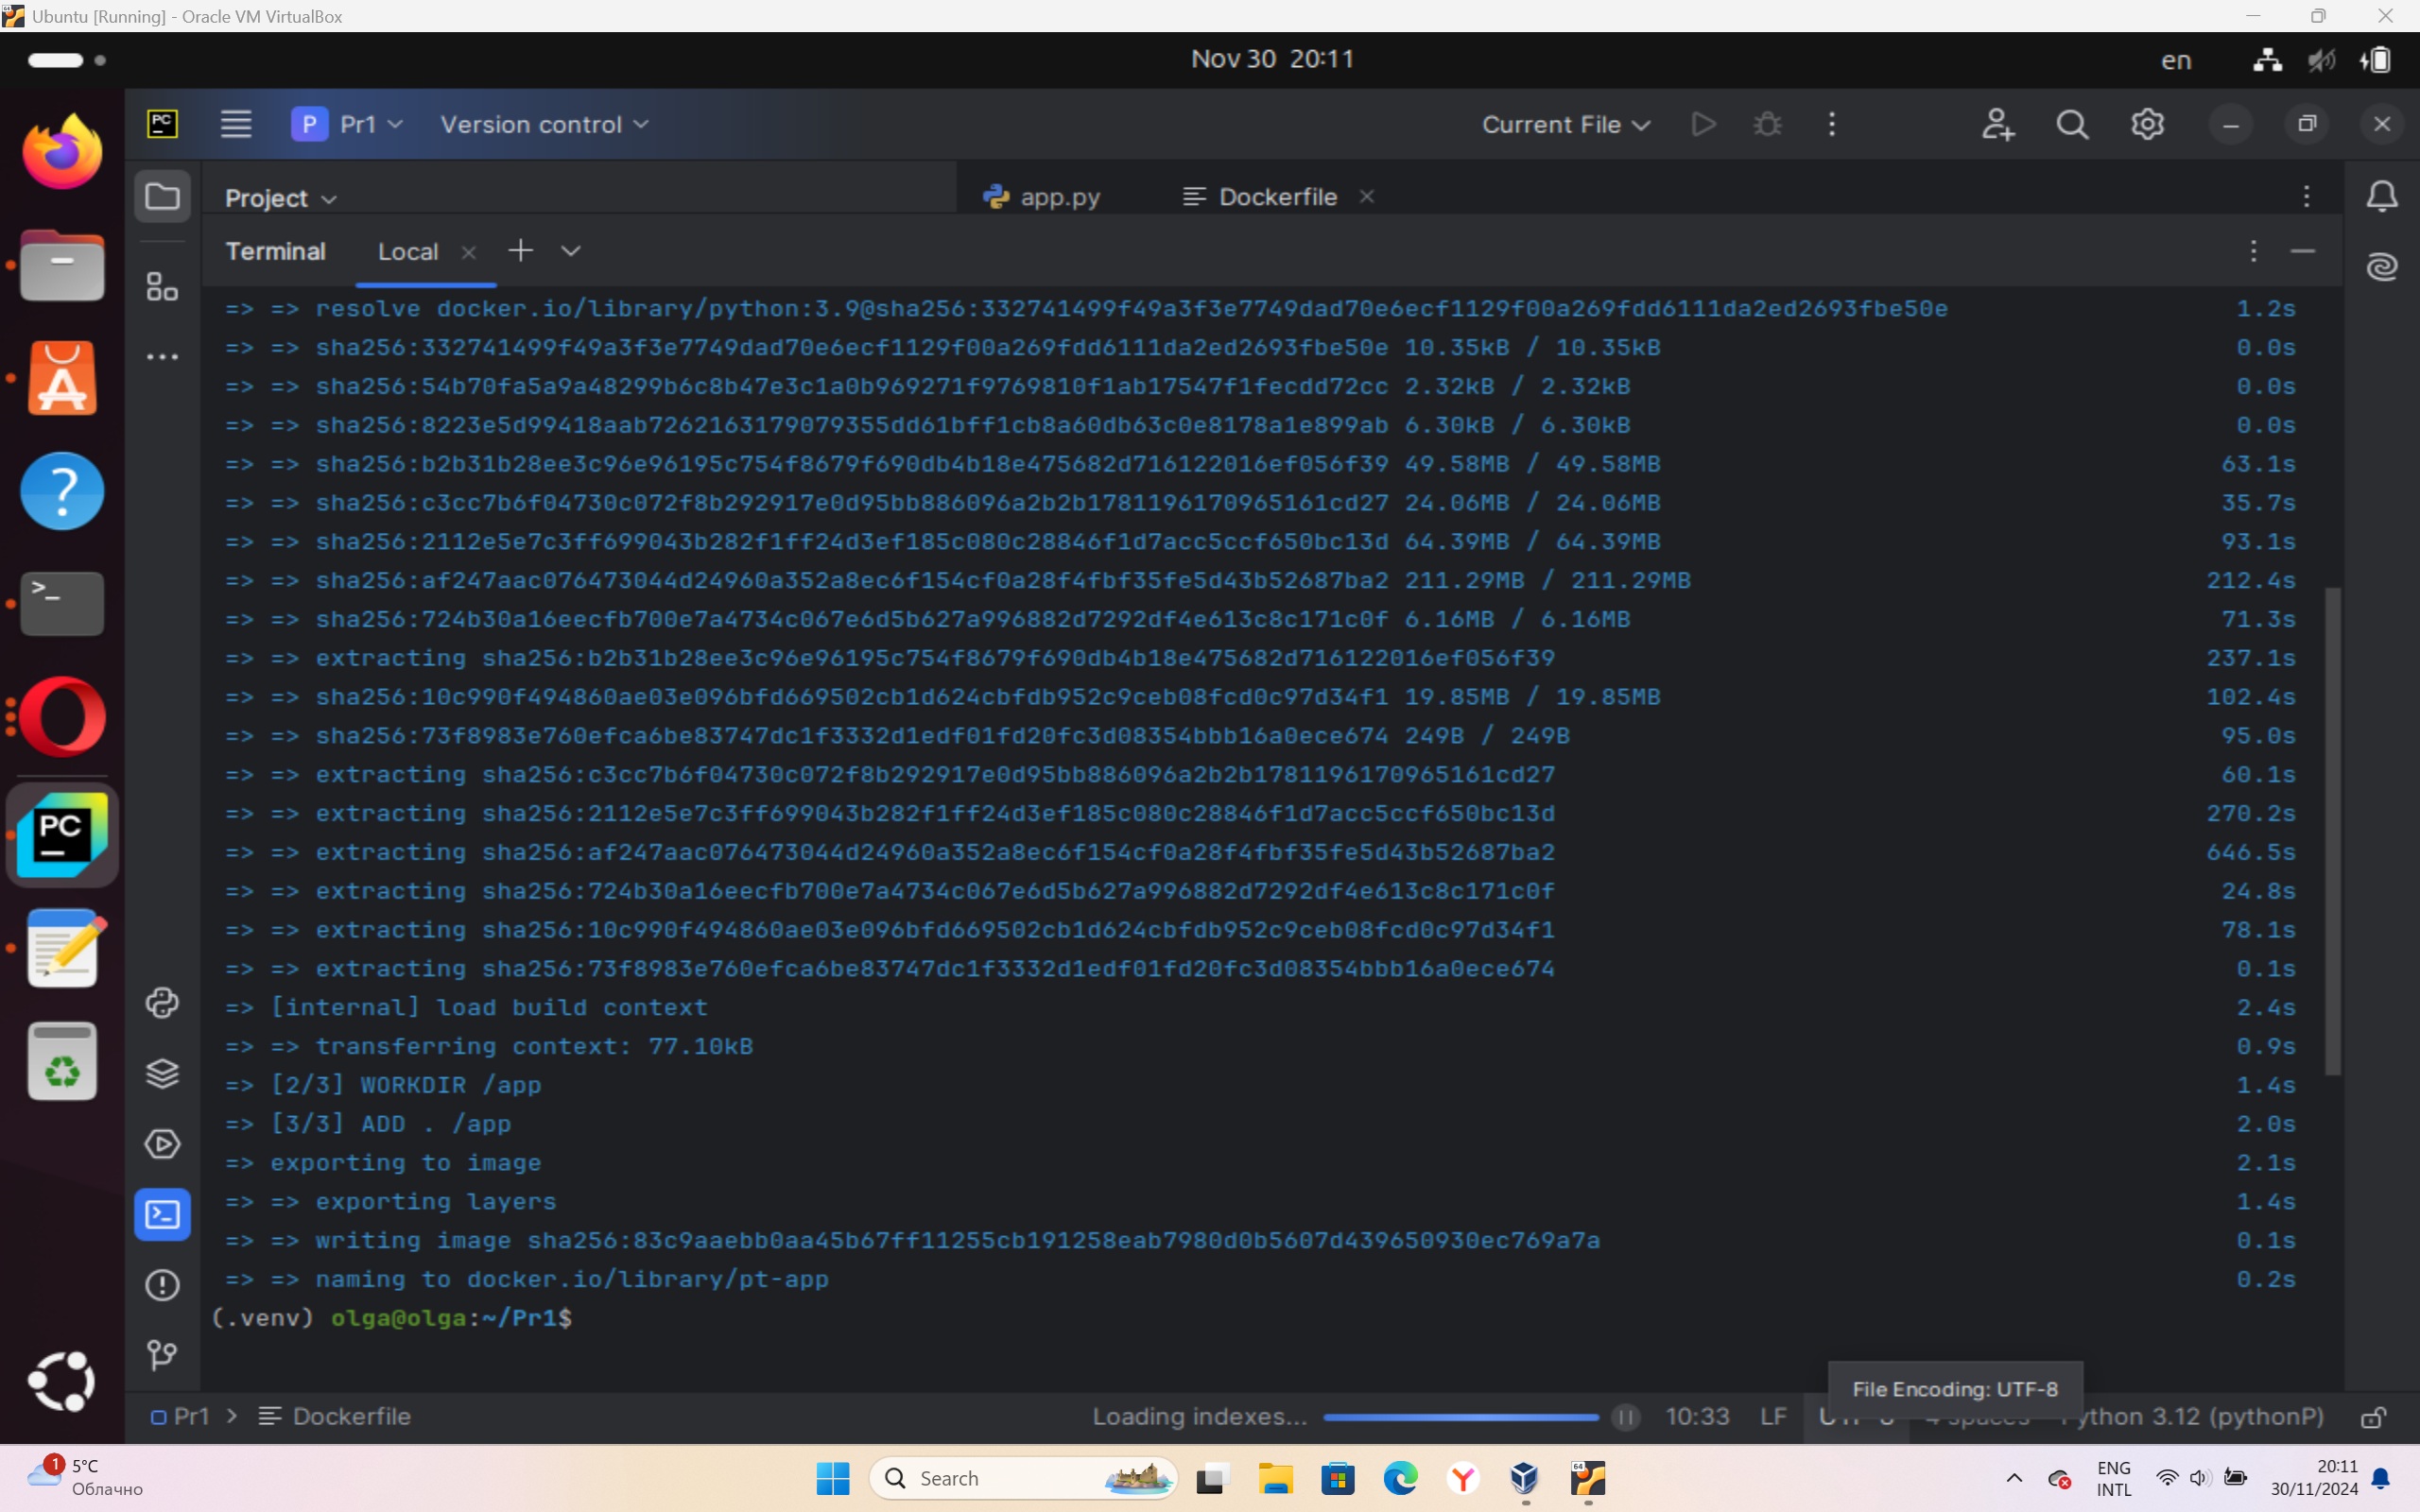 Ubuntu [Running] - Oracle VM VirtualBox
Nov 30 20:11
en
PC
P Pr1
Version control
Current File
Project
app.py
Dockerfile
Terminal
Local
=> => resolve docker.io/library/python:3.9@sha256:332741499f49a3f3e7749dad70e6ecf1129f00a269fdd6111da2ed2693fbe50e 1.2s
=> => sha256:332741499f49a3f3e7749dad70e6ecf1129f00a269fdd6111da2ed2693fbe50e 10.35kB / 10.35kB 0.0s
=> => sha256:54b70fa5a9a48299b6c8b47e3c1a0b969271f9769810f1ab17547f1fecdd72cc 2.32kB / 2.32kB 0.0s
=> => sha256:8223e5d99418aab7262163179079355dd61bff1cb8a60db63c0e8178a1e899ab 6.30kB / 6.30kB 0.0s
=> => sha256:b2b31b28ee3c96e96195c754f8679f690db4b18e475682d716122016ef056f39 49.58MB / 49.58MB 63.1s
=> => sha256:c3cc7b6f04730c072f8b292917e0d95bb886096a2b2b1781196170965161cd27 24.06MB / 24.06MB 35.7s
=> => sha256:2112e5e7c3ff699043b282f1ff24d3ef185c080c28846f1d7acc5ccf650bc13d 64.39MB / 64.39MB 93.1s
=> => sha256:af247aac076473044d24960a352a8ec6f154cf0a28f4fbf35fe5d43b52687ba2 211.29MB / 211.29MB 212.4s
=> => sha256:724b30a16eecfb700e7a4734c067e6d5b627a996882d7292df4e613c8c171c0f 6.16MB / 6.16MB 71.3s
=> => extracting sha256:b2b31b28ee3c96e96195c754f8679f690db4b18e475682d716122016ef056f39 237.1s
=> => sha256:10c990f494860ae03e096bfd669502cb1d624cbfdb952c9ceb08fcd0c97d34f1 19.85MB / 19.85MB 102.4s
=> => sha256:73f8983e760efca6be83747dc1f3332d1edf01fd20fc3d08354bbb16a0ece674 249B / 249B 95.0s
=> => extracting sha256:c3cc7b6f04730c072f8b292917e0d95bb886096a2b2b1781196170965161cd27 60.1s
=> => extracting sha256:2112e5e7c3ff699043b282f1ff24d3ef185c080c28846f1d7acc5ccf650bc13d 270.2s
=> => extracting sha256:af247aac076473044d24960a352a8ec6f154cf0a28f4fbf35fe5d43b52687ba2 646.5s
=> => extracting sha256:724b30a16eecfb700e7a4734c067e6d5b627a996882d7292df4e613c8c171c0f 24.8s
=> => extracting sha256:10c990f494860ae03e096bfd669502cb1d624cbfdb952c9ceb08fcd0c97d34f1 78.1s
=> => extracting sha256:73f8983e760efca6be83747dc1f3332d1edf01fd20fc3d08354bbb16a0ece674 0.1s
=> [internal] load build context 2.4s
=> => transferring context: 77.10kB 0.9s
=> [2/3] WORKDIR /app 1.4s
=> [3/3] ADD . /app 2.0s
=> exporting to image 2.1s
=> => exporting layers 1.4s
=> => writing image sha256:83c9aaebb0aa45b67ff11255cb191258eab7980d0b5607d439650930ec769a7a 0.1s
=> => naming to docker.io/library/pt-app 0.2s
(.venv) olga@olga:~/Pr1$
File Encoding: UTF-8
Pr1 > Dockerfile
Loading indexes...
10:33
LF
4 spaces
Python 3.12 (pythonP)
1
5°C
Облачно
Search
64
ENG
INTL
20:11
30/11/2024